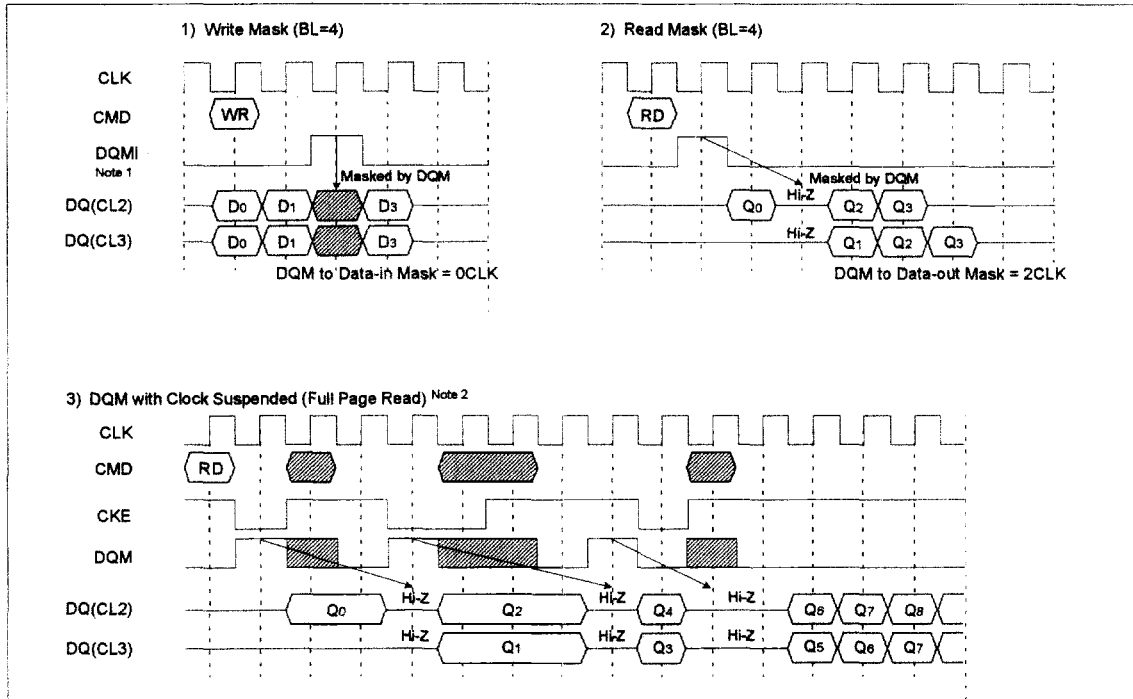 1) Write Mask (BL=4)
2) Read Mask (BL=4)
CLK
CMD
WR
RD
DQMI
Note 1
Masked by DQM
Masked by DQM
DQ(CL2)
D0 D1 D3
Q0 Hi-Z Q2 Q3
DQ(CL3)
D0 D1 D3
Hi-Z Q1 Q2 Q3
DQM to Data-in Mask = 0CLK
DQM to Data-out Mask = 2CLK
3) DQM with Clock Suspended (Full Page Read) Note 2
CLK
CMD
RD
CKE
DQM
DQ(CL2)
Q0 Hi-Z Q2 Hi-Z Q4 Hi-Z Q6 Q7 Q8
DQ(CL3)
Hi-Z Q1 Hi-Z Q3 Hi-Z Q5 Q6 Q7